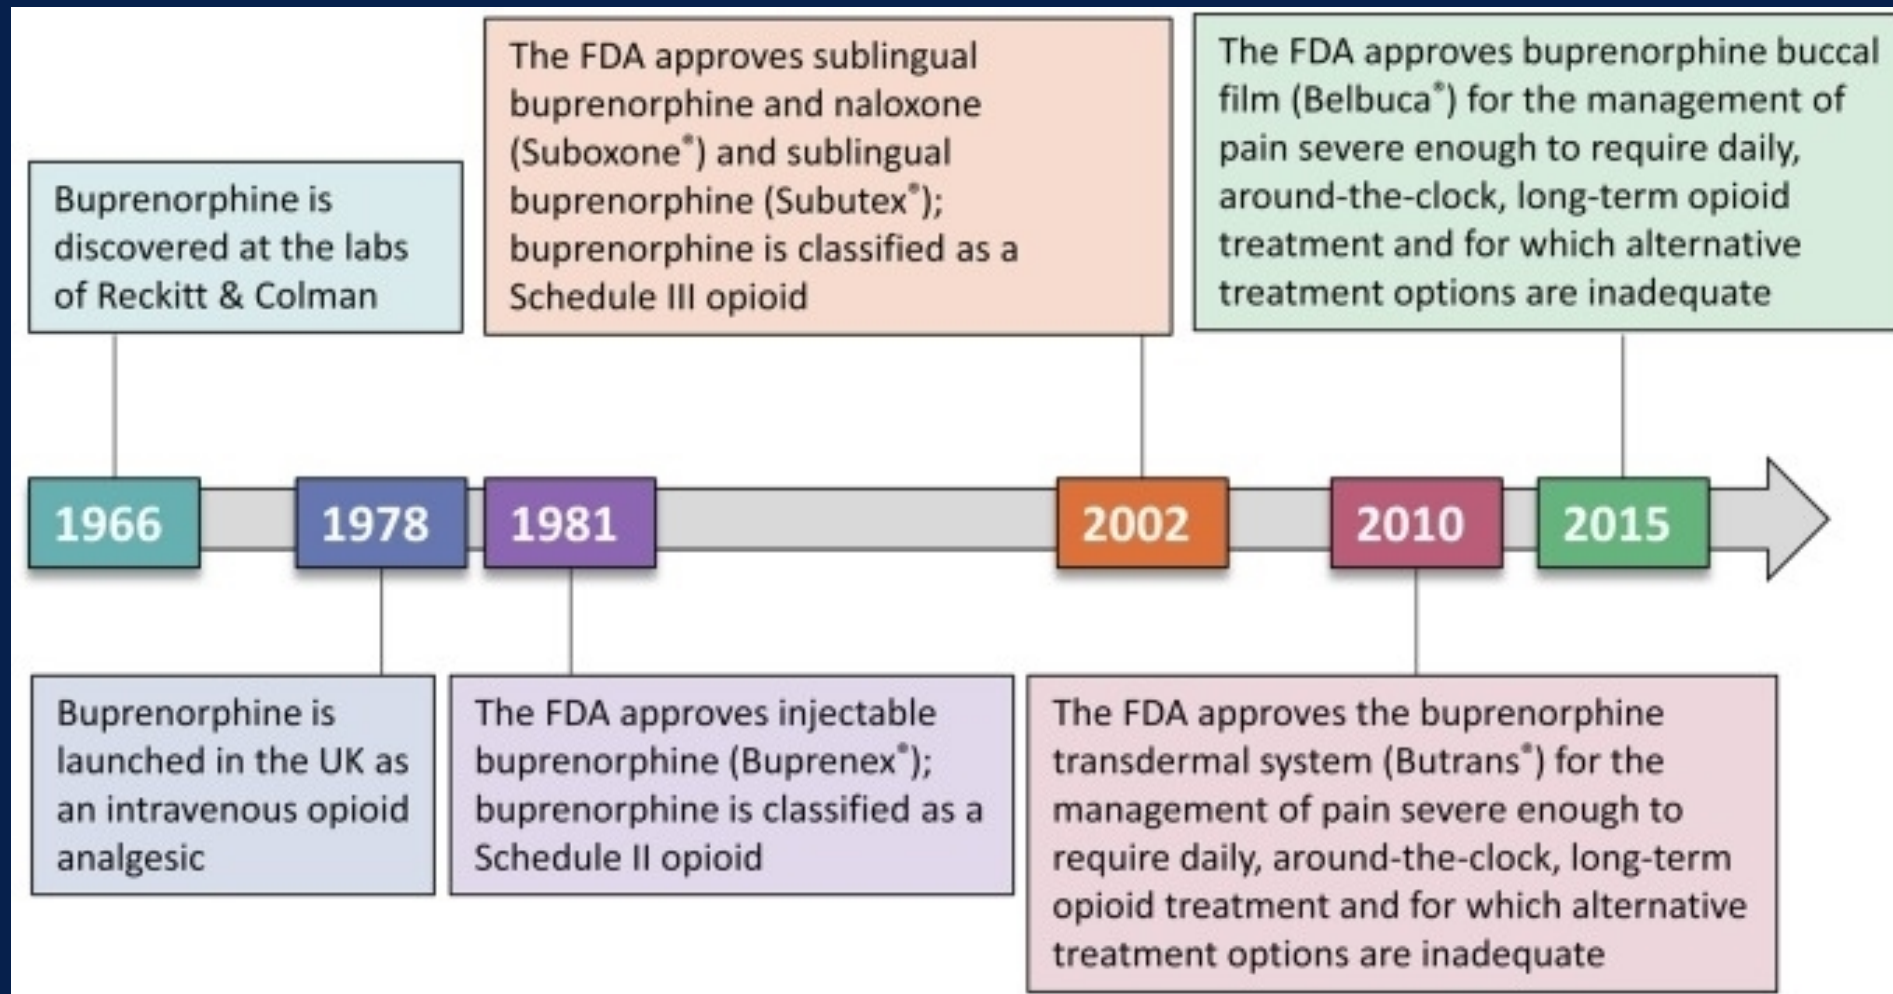 Buprenorphine is
discovered at the labs
of Reckitt & Colman
The FDA approves sublingual
buprenorphine and naloxone
(Suboxone®) and sublingual
buprenorphine (Subutex®);
buprenorphine is classified as a
Schedule III opioid
The FDA approves buprenorphine buccal
film (Belbuca®) for the management of
pain severe enough to require daily,
around-the-clock, long-term opioid
treatment and for which alternative
treatment options are inadequate
1966
1978
1981
2002
2010
2015
Buprenorphine is
launched in the UK as
an intravenous opioid
analgesic
The FDA approves injectable
buprenorphine (Buprenex®);
buprenorphine is classified as a
Schedule II opioid
The FDA approves the buprenorphine
transdermal system (Butrans®) for the
management of pain severe enough to
require daily, around-the-clock, long-term
opioid treatment and for which alternative
treatment options are inadequate